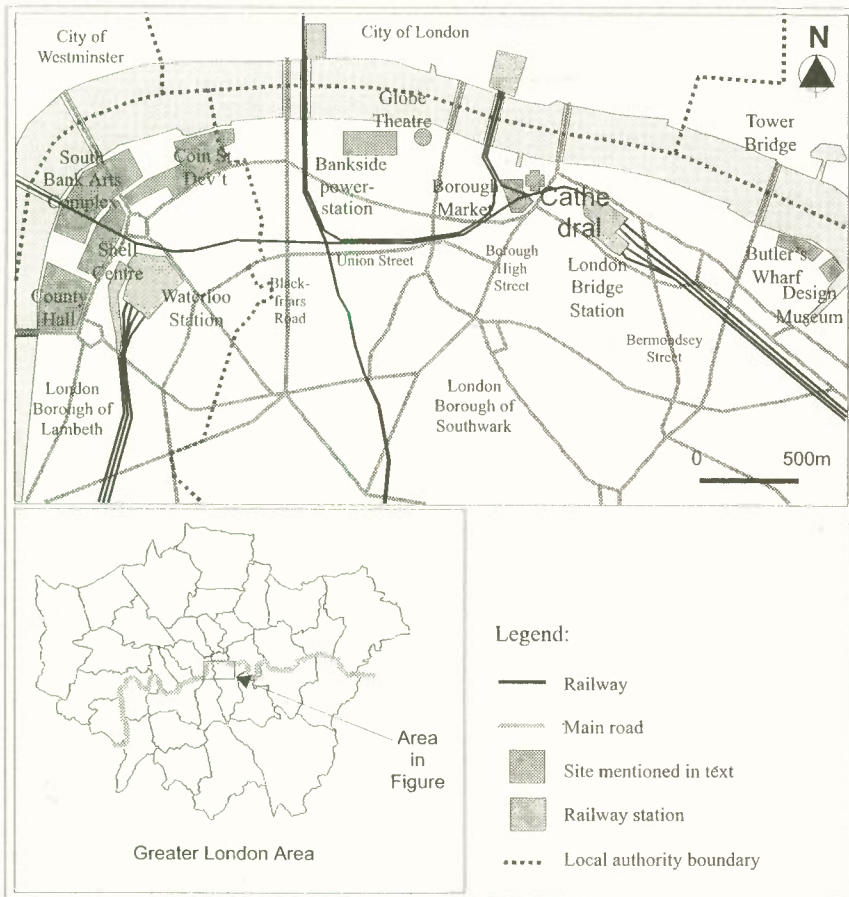 City of
Westminster
City of London
N
Globe
Theatre
Tower
Bridge
South
Bank Arts
Complex
Coin St.
Dev't
Bankside
power-
station
Borough
Market
Cathe
dral
Shell
Centre
Union Street
Borough
High
Street
London
Bridge
Station
Butler's
Wharf
Design
Museum
County
Hall
Waterloo
Station
Black-
friars
Road
Bermondsey
Street
London
Borough of
Lambeth
London
Borough of
Southwark
0 500m
Area
in
Figure
Greater London Area
Legend:
Railway
Main road
Site mentioned in text
Railway station
Local authority boundary